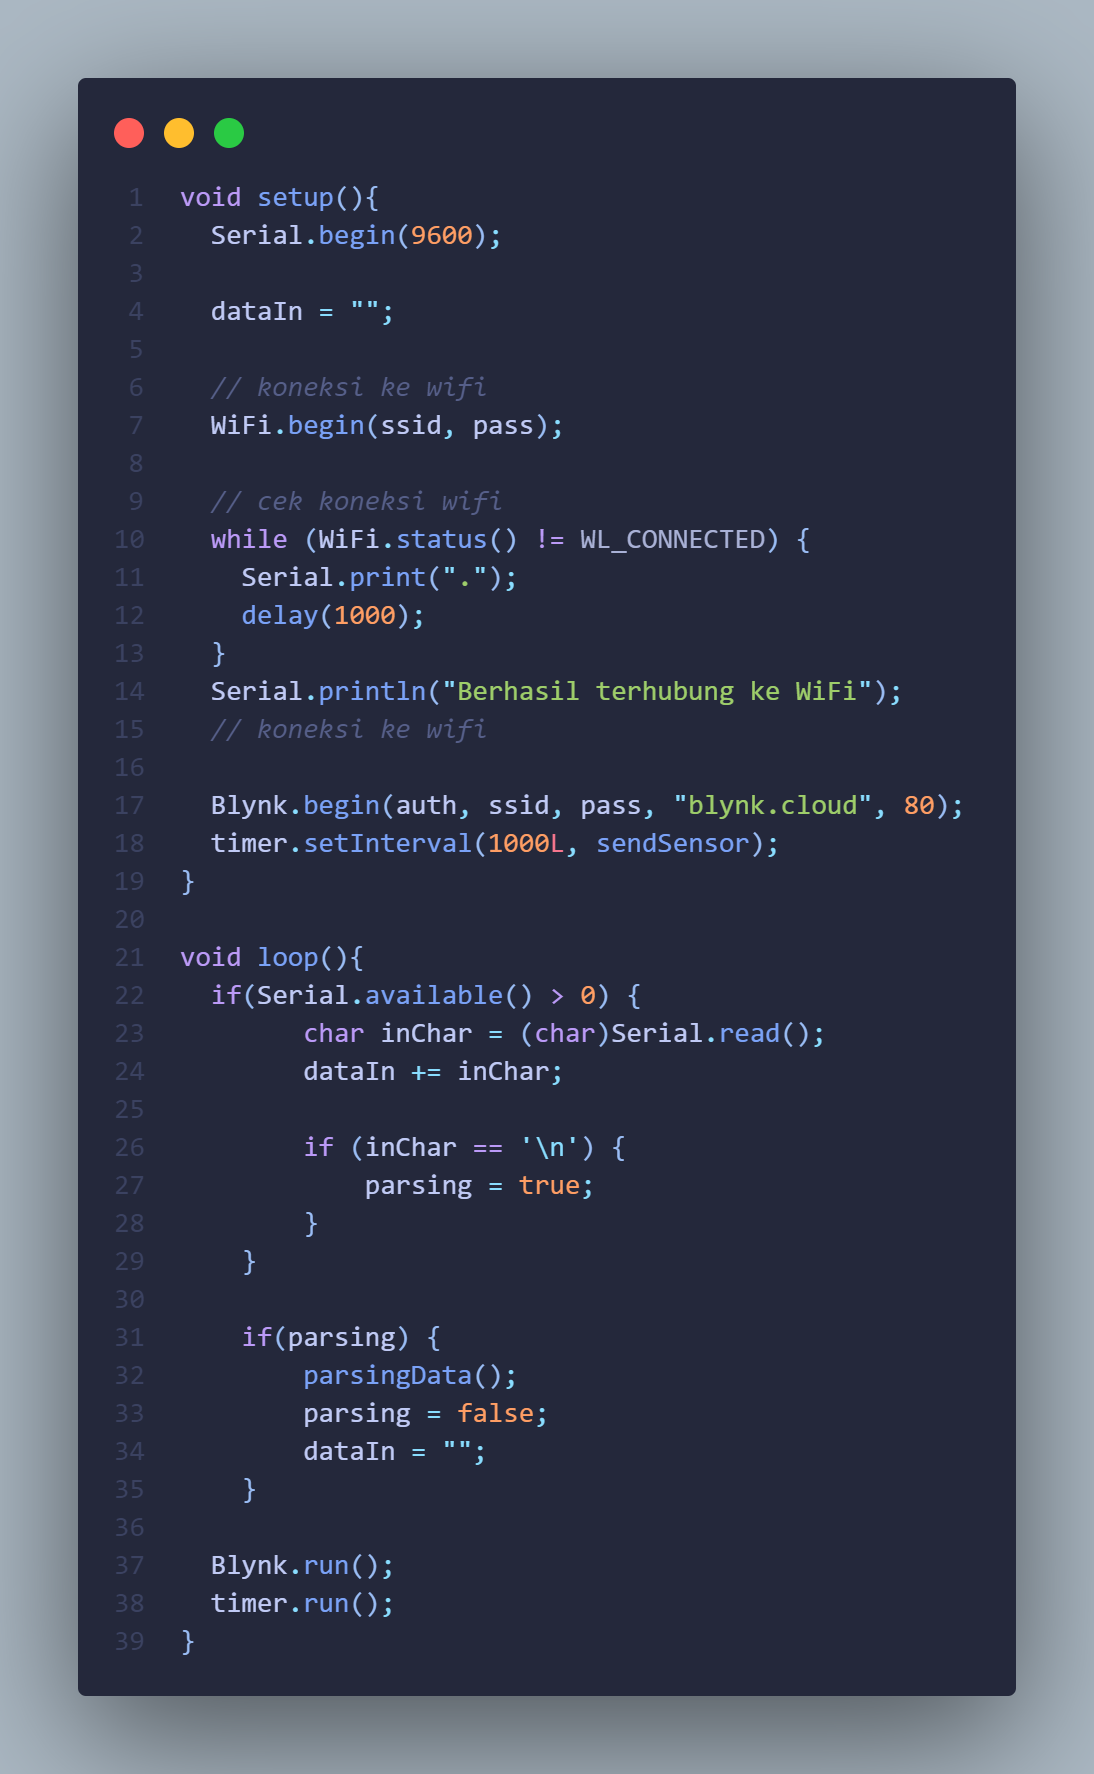 1 void setup(){
2   Serial.begin(9600);
3
4   dataIn = "";
5
6   // koneksi ke wifi
7   WiFi.begin(ssid, pass);
8
9   // cek koneksi wifi
10   while (WiFi.status() != WL_CONNECTED) {
11     Serial.print(".");
12     delay(1000);
13   }
14   Serial.println("Berhasil terhubung ke WiFi");
15   // koneksi ke wifi
16
17   Blynk.begin(auth, ssid, pass, "blynk.cloud", 80);
18   timer.setInterval(1000L, sendSensor);
19 }
20
21 void loop(){
22   if(Serial.available() > 0) {
23         char inChar = (char)Serial.read();
24         dataIn += inChar;
25
26         if (inChar == '\n') {
27             parsing = true;
28         }
29     }
30
31     if(parsing) {
32         parsingData();
33         parsing = false;
34         dataIn = "";
35     }
36
37   Blynk.run();
38   timer.run();
39 }